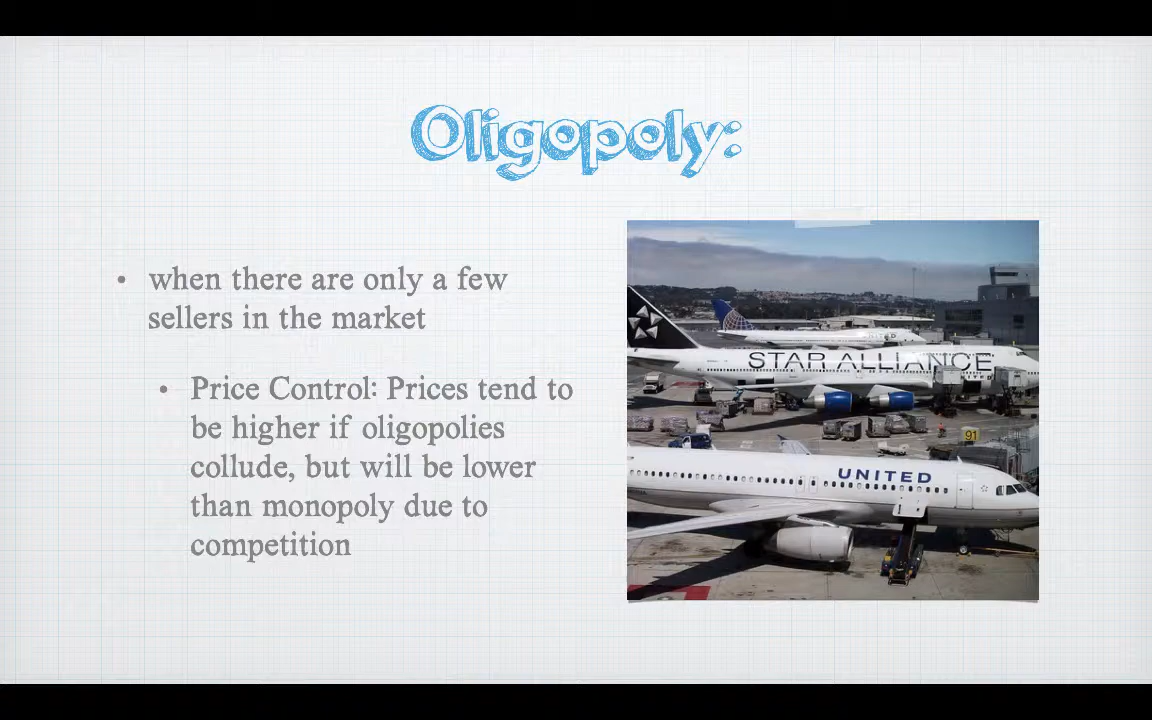 Oligopoly:
• when there are only a few
sellers in the market
• Price Control: Prices tend to
be higher if oligopolies
collude, but will be lower
than monopoly due to
competition
STAR ALLIANCE
91
UNITED